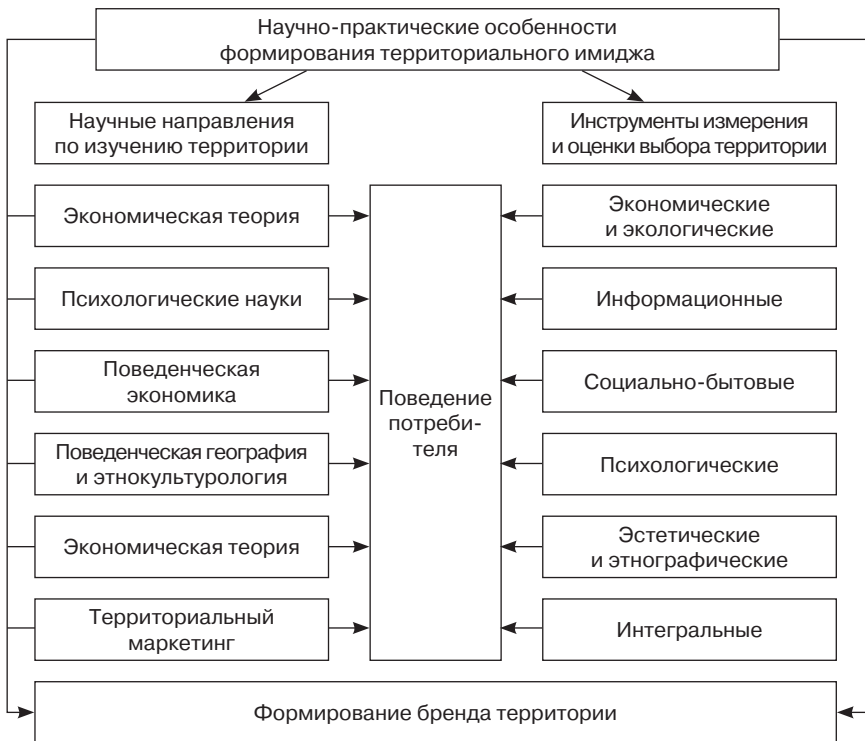 Научно-практические особенности
формирования территориального имиджа
Научные направления
по изучению территории
Инструменты измерения
и оценки выбора территории
Экономическая теория
Экономические
и экологические
Психологические науки
Информационные
Поведенческая
экономика
Социально-бытовые
Поведение
потреби-
теля
Поведенческая география
и этнокультурология
Психологические
Экономическая теория
Эстетические
и этнографические
Территориальный
маркетинг
Интегральные
Формирование бренда территории